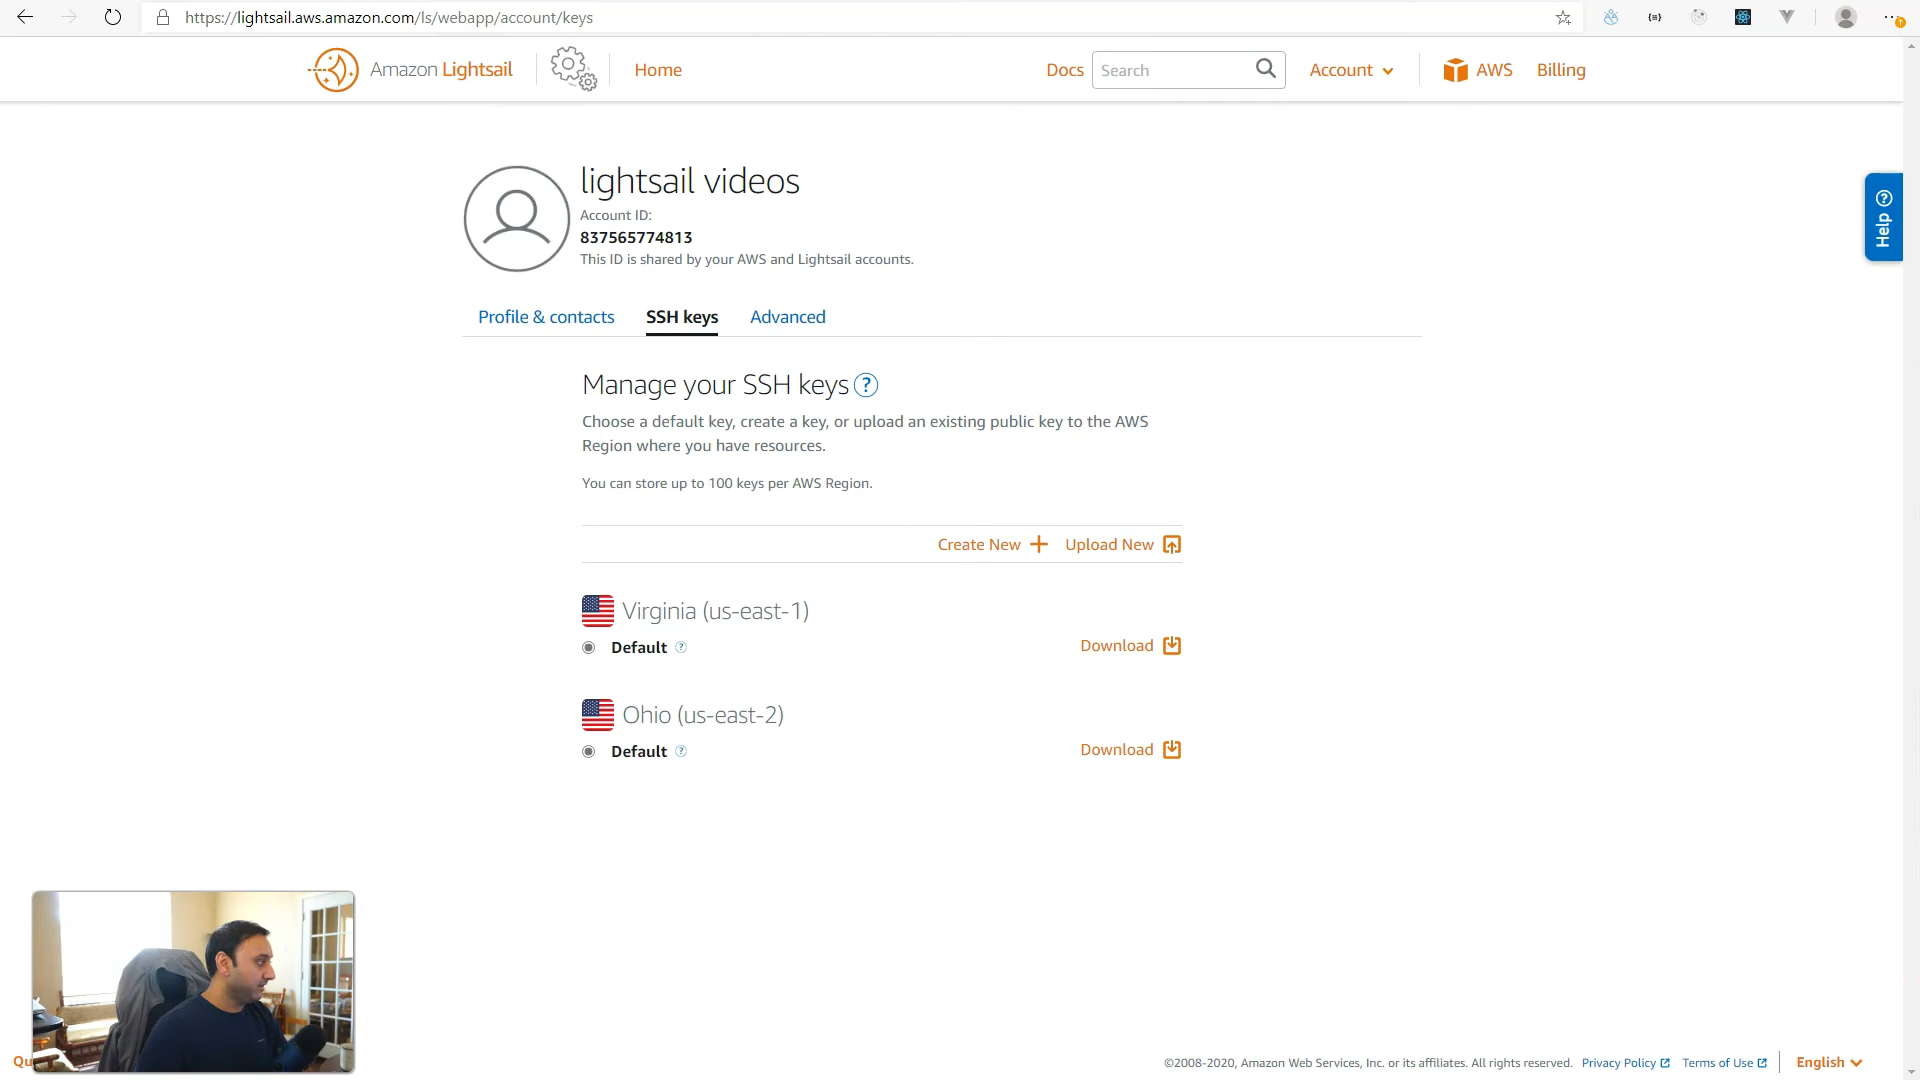 https://lightsail.aws.amazon.com/ls/webapp/account/keys
Amazon Lightsail
Home
Docs
Search
Account
AWS
Billing
lightsail videos
Account ID:
837565774813
This ID is shared by your AWS and Lightsail accounts.
Help
Profile & contacts
SSH keys
Advanced
Manage your SSH keys
Choose a default key, create a key, or upload an existing public key to the AWS
Region where you have resources.
You can store up to 100 keys per AWS Region.
Create New
Upload New
Virginia (us-east-1)
Default
Download
Ohio (us-east-2)
Default
Download
Qu
©2008-2020, Amazon Web Services, Inc. or its affiliates. All rights reserved.
Privacy Policy
Terms of Use
English